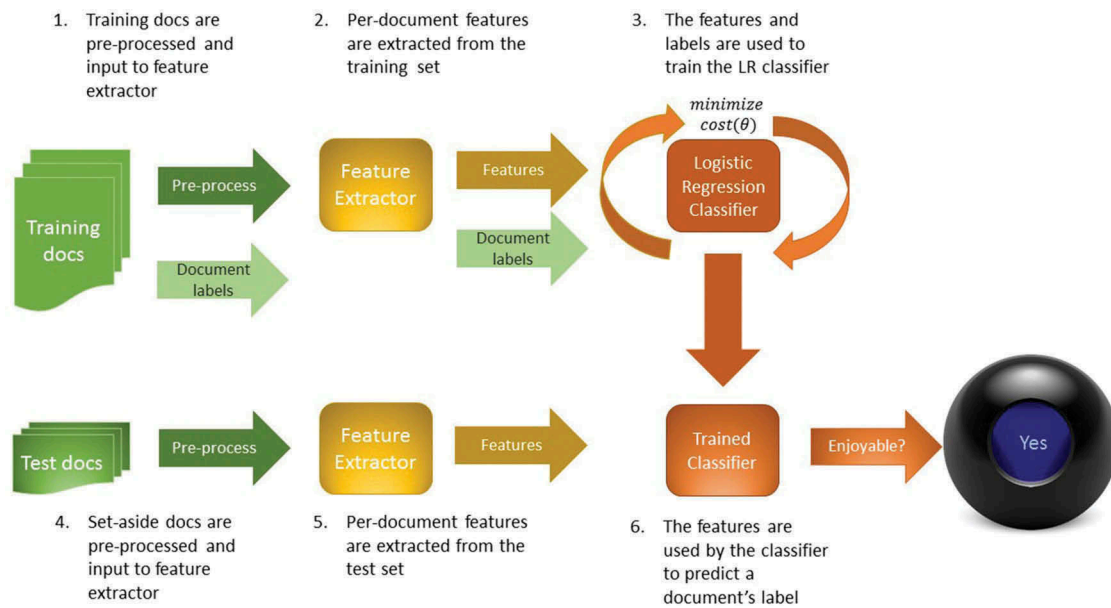 1. Training docs are
pre-processed and
input to feature
extractor
2. Per-document features
are extracted from the
training set
3. The features and
labels are used to
train the LR classifier
minimize
cost(θ)
Training
docs
Pre-process
Document
labels
Feature
Extractor
Features
Document
labels
Logistic
Regression
Classifier
Test docs
Pre-process
Feature
Extractor
Features
Trained
Classifier
Enjoyable?
Yes
4. Set-aside docs are
pre-processed and
input to feature
extractor
5. Per-document features
are extracted from the
test set
6. The features are
used by the classifier
to predict a
document's label